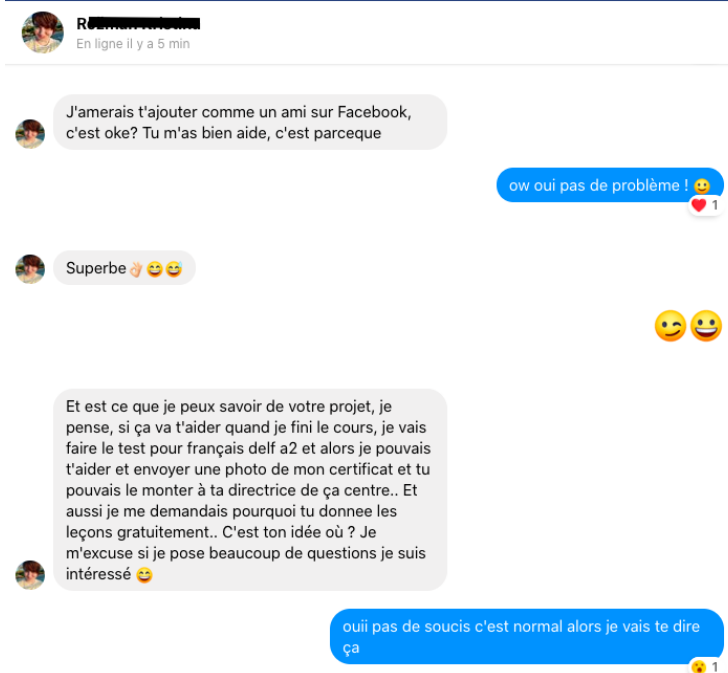 En ligne il y a 5 min
J'amerais t'ajouter comme un ami sur Facebook,
c'est oke? Tu m'as bien aide, c'est parceque
ow oui pas de problème ! 🙂
1
Superbe👌🏻😄😅
😉😀
Et est ce que je peux savoir de votre projet, je
pense, si ça va t'aider quand je fini le cours, je vais
faire le test pour français delf a2 et alors je pouvais
t'aider et envoyer une photo de mon certificat et tu
pouvais le monter à ta directrice de ça centre.. Et
aussi je me demandais pourquoi tu donnee les
leçons gratuitement.. C'est ton idée où ? Je
m'excuse si je pose beaucoup de questions je suis
intéressé 😄
ouii pas de soucis c'est normal alors je vais te dire
ça
1